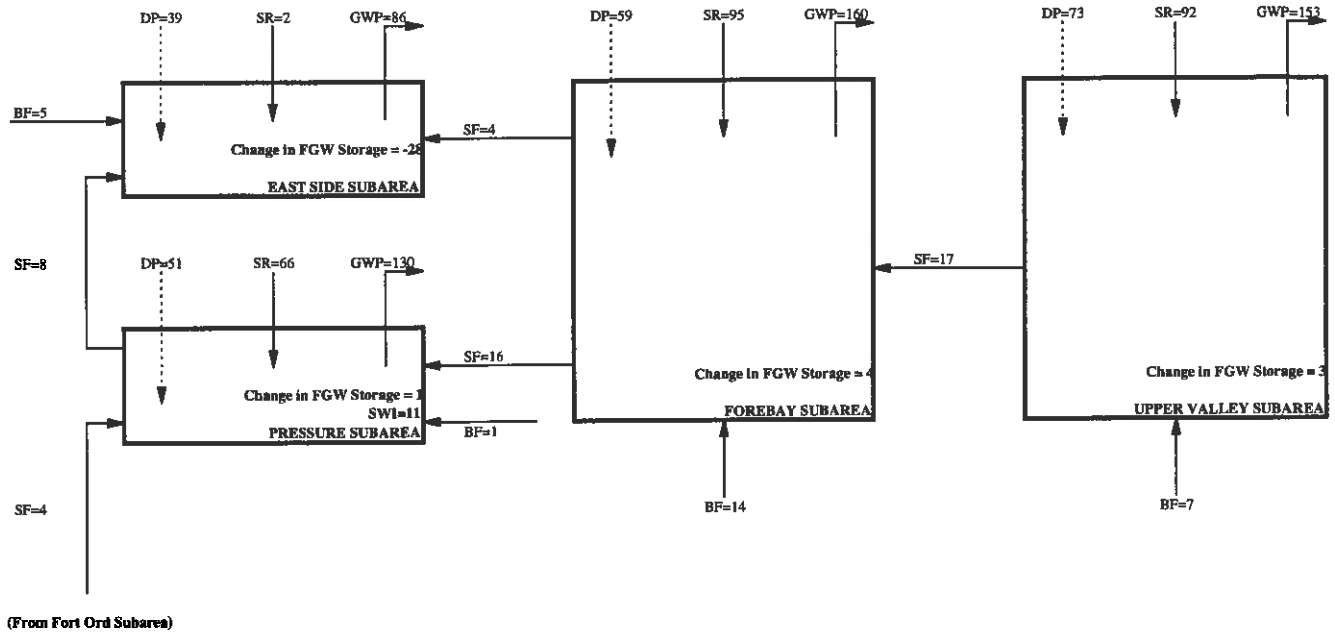 DP=39
SR=2
GWP=86
DP=59
SR=95
GWP=160
DP=73
SR=92
GWP=153
BF=5
SF=4
Change in FGW Storage = -28
EAST SIDE SUBAREA
SF=8
DP=51
SR=66
GWP=130
SF=17
SF=16
Change in FGW Storage = 4
Change in FGW Storage = 3
Change in FGW Storage = 1
SWI=11
FOREBAY SUBAREA
UPPER VALLEY SUBAREA
PRESSURE SUBAREA
BF=1
SF=4
BF=14
BF=7
(From Fort Ord Subarea)